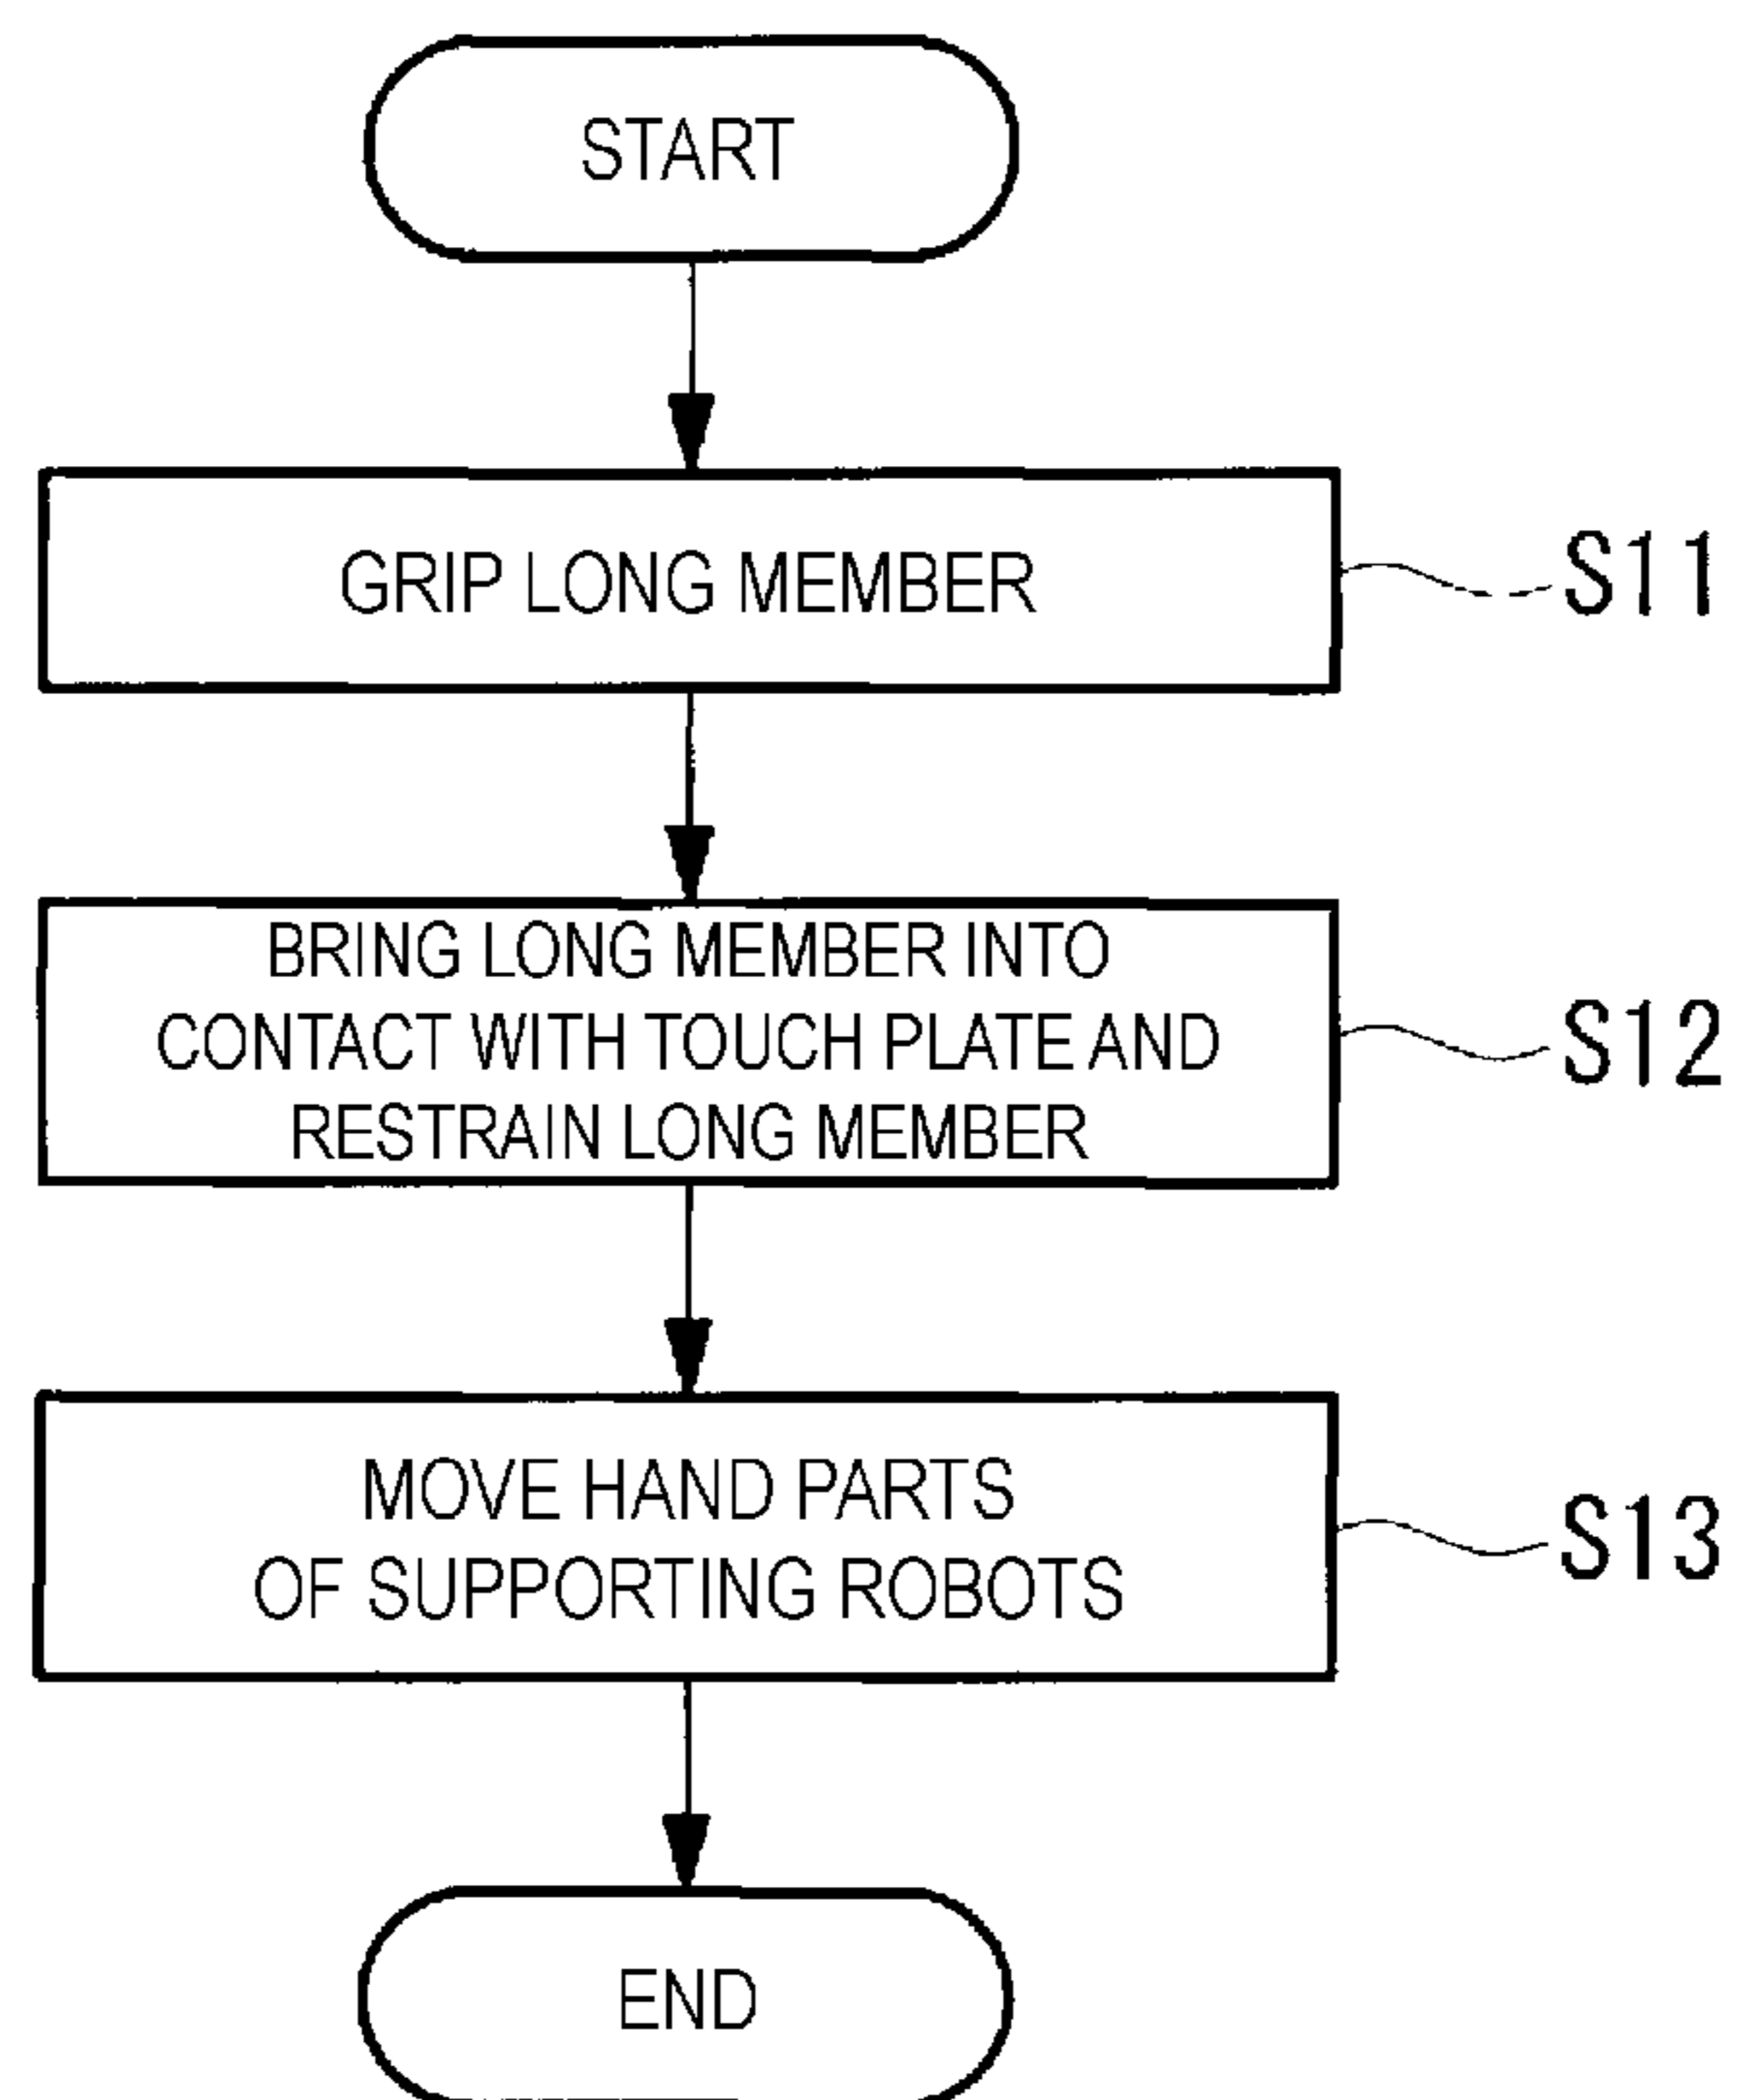 START
GRIP LONG MEMBER
S11
BRING LONG MEMBER INTO
CONTACT WITH TOUCH PLATE AND
RESTRAIN LONG MEMBER
S12
MOVE HAND PARTS
OF SUPPORTING ROBOTS
S13
END